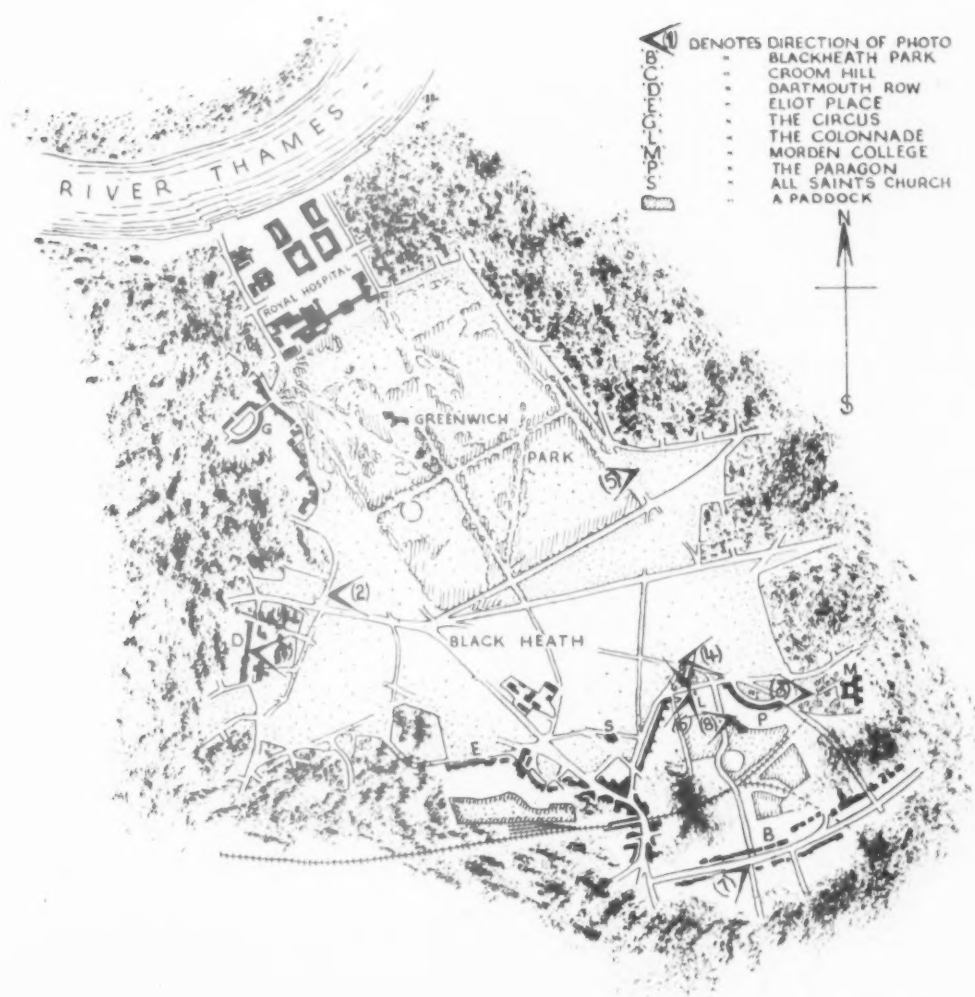 (1) DENOTES DIRECTION OF PHOTO
'B' " BLACKHEATH PARK
'C' " CROOM HILL
'D' " DARTMOUTH ROW
'E' " ELIOT PLACE
'G' " THE CIRCUS
'L' " THE COLONNADE
'M' " MORDEN COLLEGE
'P' " THE PARAGON
'S' " ALL SAINTS CHURCH
" A PADDOCK
N
S
RIVER THAMES
ROYAL HOSPITAL
G
GREENWICH
PARK
(5)
(2)
BLACK HEATH
D
(4)
M
(3)
L
P
(6)
(8)
S
E
B
(7)